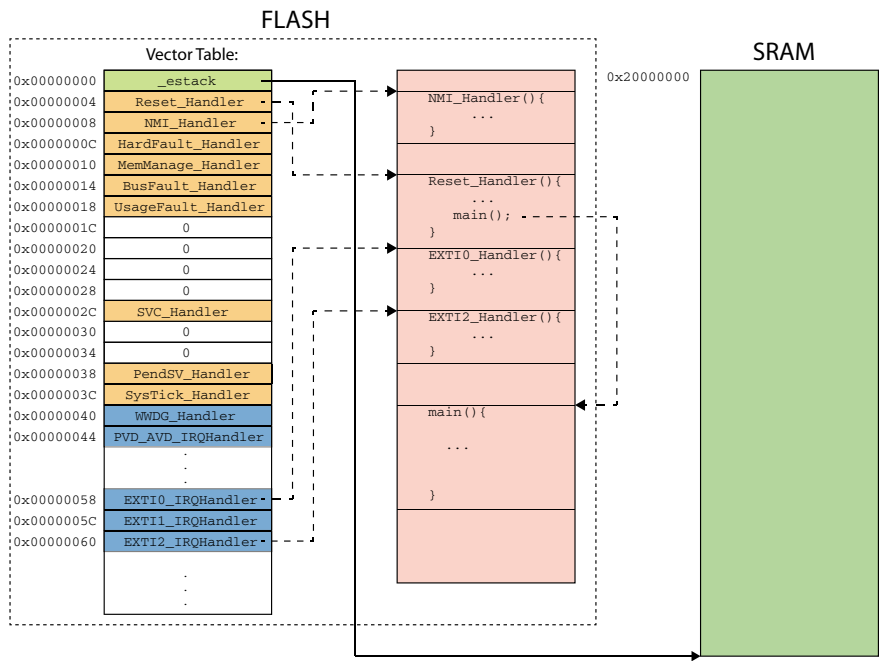 FLASH
Vector Table:
SRAM
0x00000000 _estack
0x00000004 Reset_Handler
0x00000008 NMI_Handler
0x0000000C HardFault_Handler
0x00000010 MemManage_Handler
0x00000014 BusFault_Handler
0x00000018 UsageFault_Handler
0x0000001C 0
0x00000020 0
0x00000024 0
0x00000028 0
0x0000002C SVC_Handler
0x00000030 0
0x00000034 0
0x00000038 PendSV_Handler
0x0000003C SysTick_Handler
0x00000040 WWDG_Handler
0x00000044 PVD_AVD_IRQHandler
.
.
.
0x00000058 EXTI0_IRQHandler
0x0000005C EXTI1_IRQHandler
0x00000060 EXTI2_IRQHandler
.
.
.
NMI_Handler(){
...
}
Reset_Handler(){
...
main();
}
EXTI0_Handler(){
...
}
EXTI2_Handler(){
...
}
main(){
...
}
0x20000000